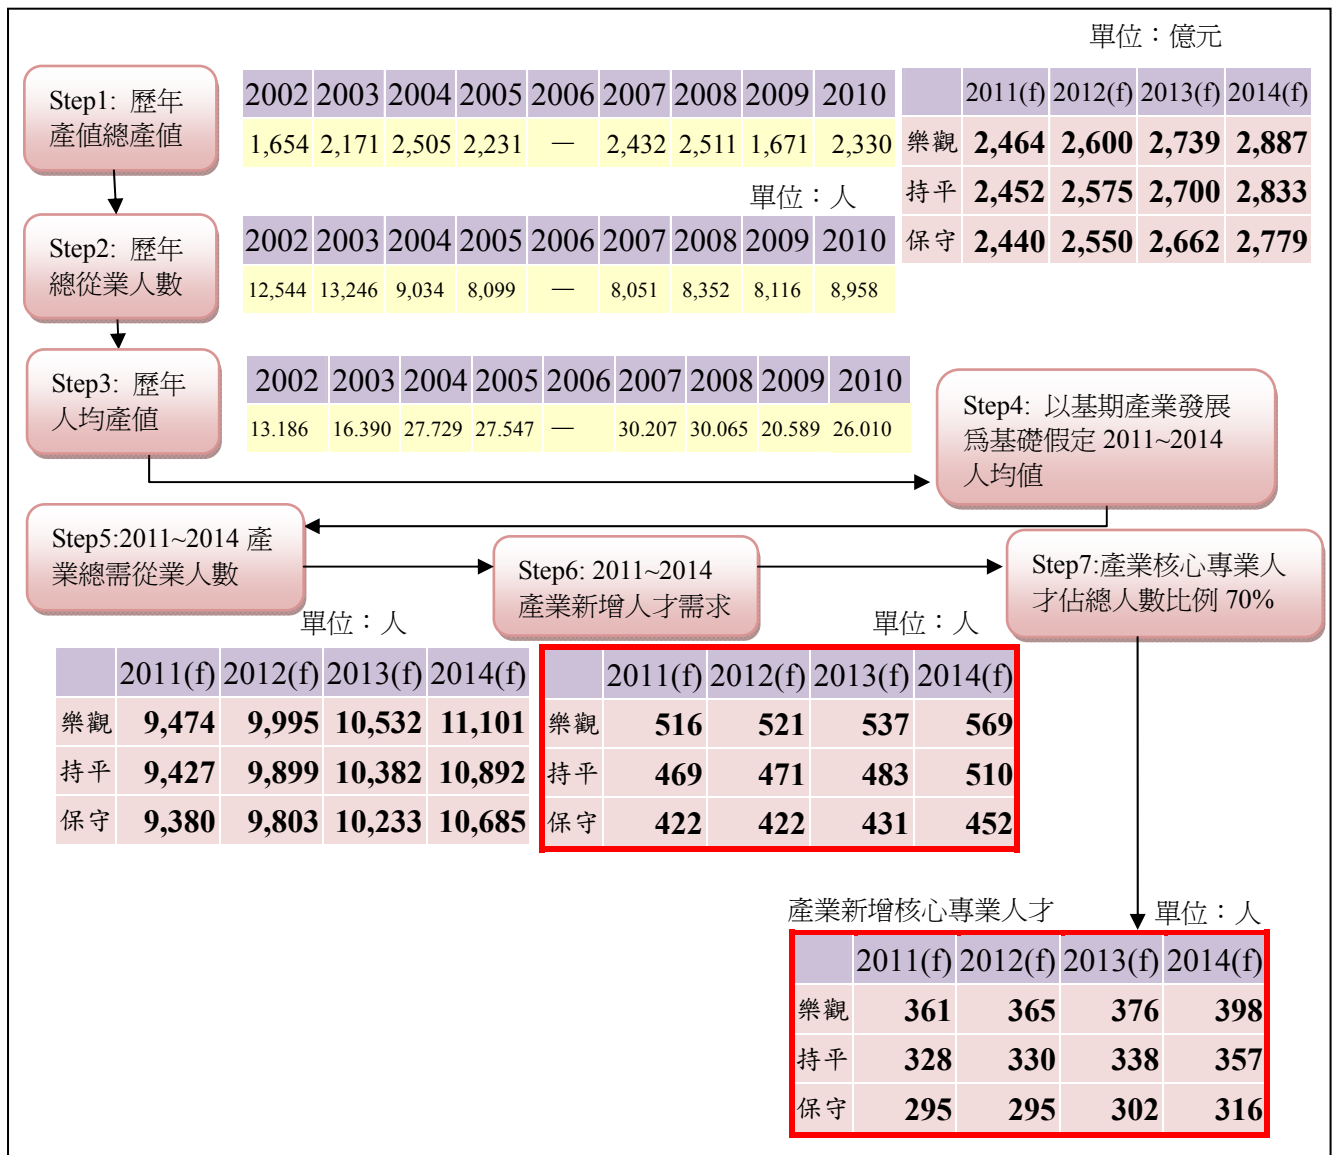 單位：億元
Step1: 歷年
產值總產值
2002 2003 2004 2005 2006 2007 2008 2009 2010
1,654 2,171 2,505 2,231 — 2,432 2,511 1,671 2,330
2011(f) 2012(f) 2013(f) 2014(f)
樂觀 2,464 2,600 2,739 2,887
持平 2,452 2,575 2,700 2,833
保守 2,440 2,550 2,662 2,779
單位：人
Step2: 歷年
總從業人數
2002 2003 2004 2005 2006 2007 2008 2009 2010
12,544 13,246 9,034 8,099 — 8,051 8,352 8,116 8,958
Step3: 歷年
人均產值
2002 2003 2004 2005 2006 2007 2008 2009 2010
13.186 16.390 27.729 27.547 — 30.207 30.065 20.589 26.010
Step4: 以基期產業發展
為基礎假定 2011~2014
人均值
Step5:2011~2014 產
業總需從業人數
Step6: 2011~2014
產業新增人才需求
Step7:產業核心專業人
才佔總人數比例 70%
單位：人
2011(f) 2012(f) 2013(f) 2014(f)
樂觀 9,474 9,995 10,532 11,101
持平 9,427 9,899 10,382 10,892
保守 9,380 9,803 10,233 10,685
單位：人
2011(f) 2012(f) 2013(f) 2014(f)
樂觀 516 521 537 569
持平 469 471 483 510
保守 422 422 431 452
產業新增核心專業人才 單位：人
2011(f) 2012(f) 2013(f) 2014(f)
樂觀 361 365 376 398
持平 328 330 338 357
保守 295 295 302 316